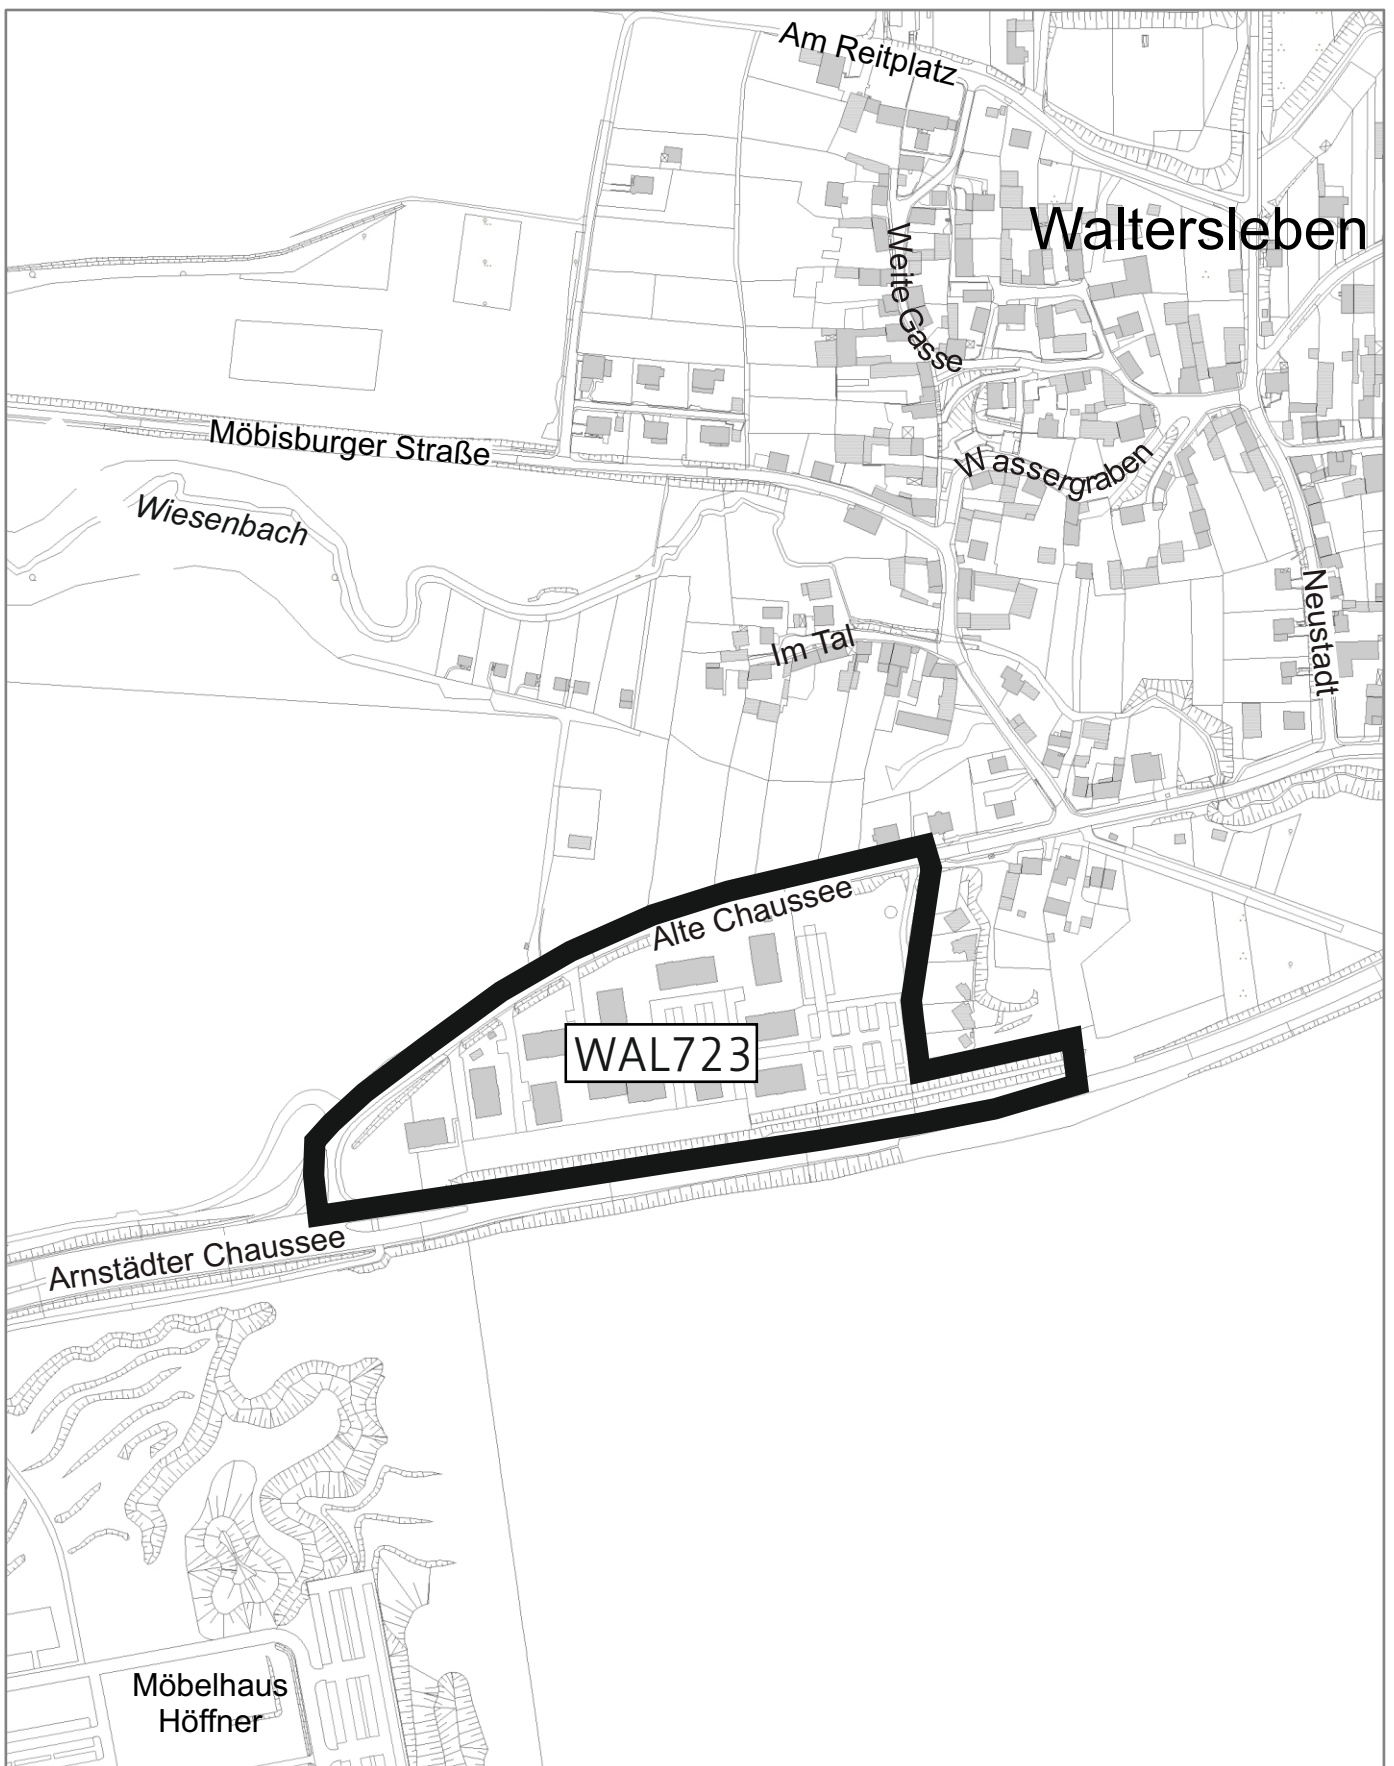 Am Reitplatz
Waltersleben
Weite Gasse
Möbisburger Straße
Wassergraben
Wiesenbach
Neustadt
Im Tal
Alte Chaussee
WAL723
Arnstädter Chaussee
Möbelhaus
Höffner